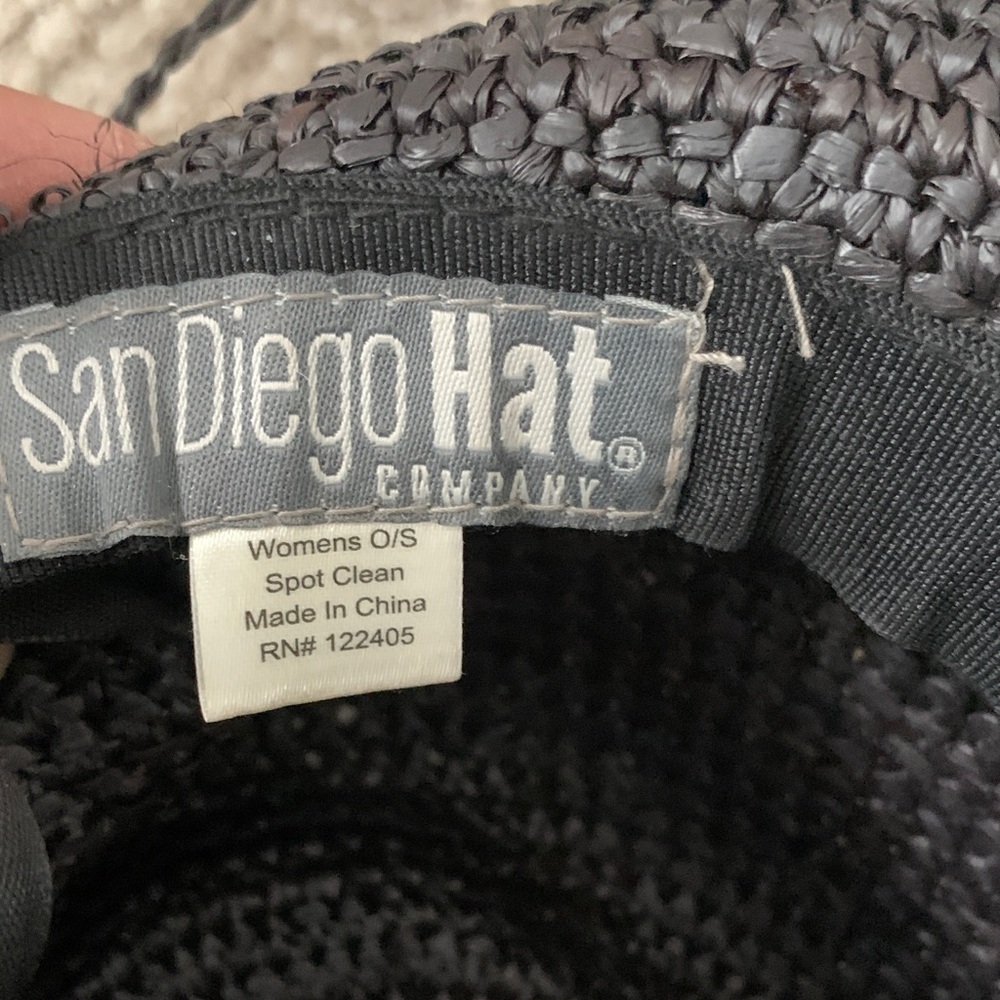 San Diego Hat®
COMPANY
Womens O/S
Spot Clean
Made In China
RN# 122405